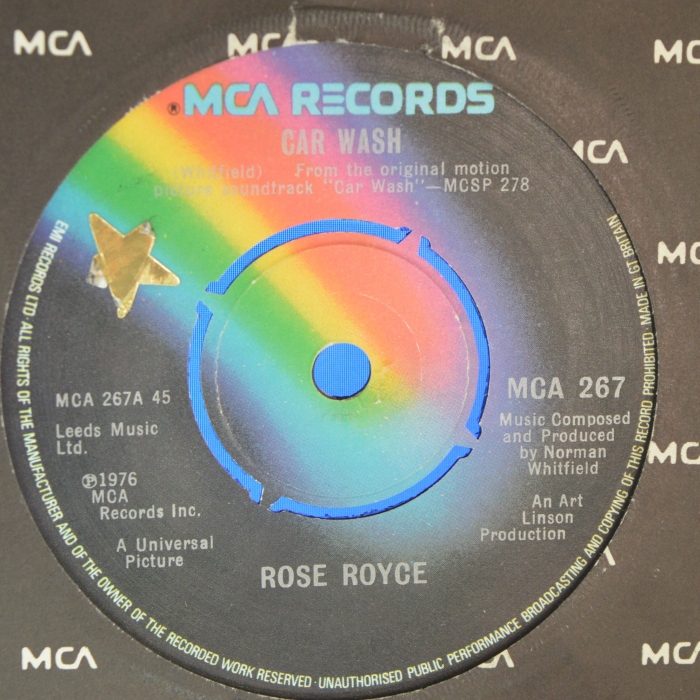 MCA MCA MCA MCA
® MCA RECORDS
CAR WASH
(Whitfield) From the original motion
picture soundtrack "Car Wash"—MCSP 278
MCA
MCA 267A 45
Leeds Music
Ltd.
℗1976
MCA
Records Inc.
A Universal
Picture
MCA 267
Music Composed
and Produced
by Norman
Whitfield
An Art
Linson
Production
ROSE ROYCE
EMI RECORDS LTD ALL RIGHTS OF THE MANUFACTURER AND OF THE OWNER OF THE RECORDED WORK RESERVED · UNAUTHORISED PUBLIC PERFORMANCE BROADCASTING AND COPYING OF THIS RECORD PROHIBITED · MADE IN GT BRITAIN
MCA
MCA